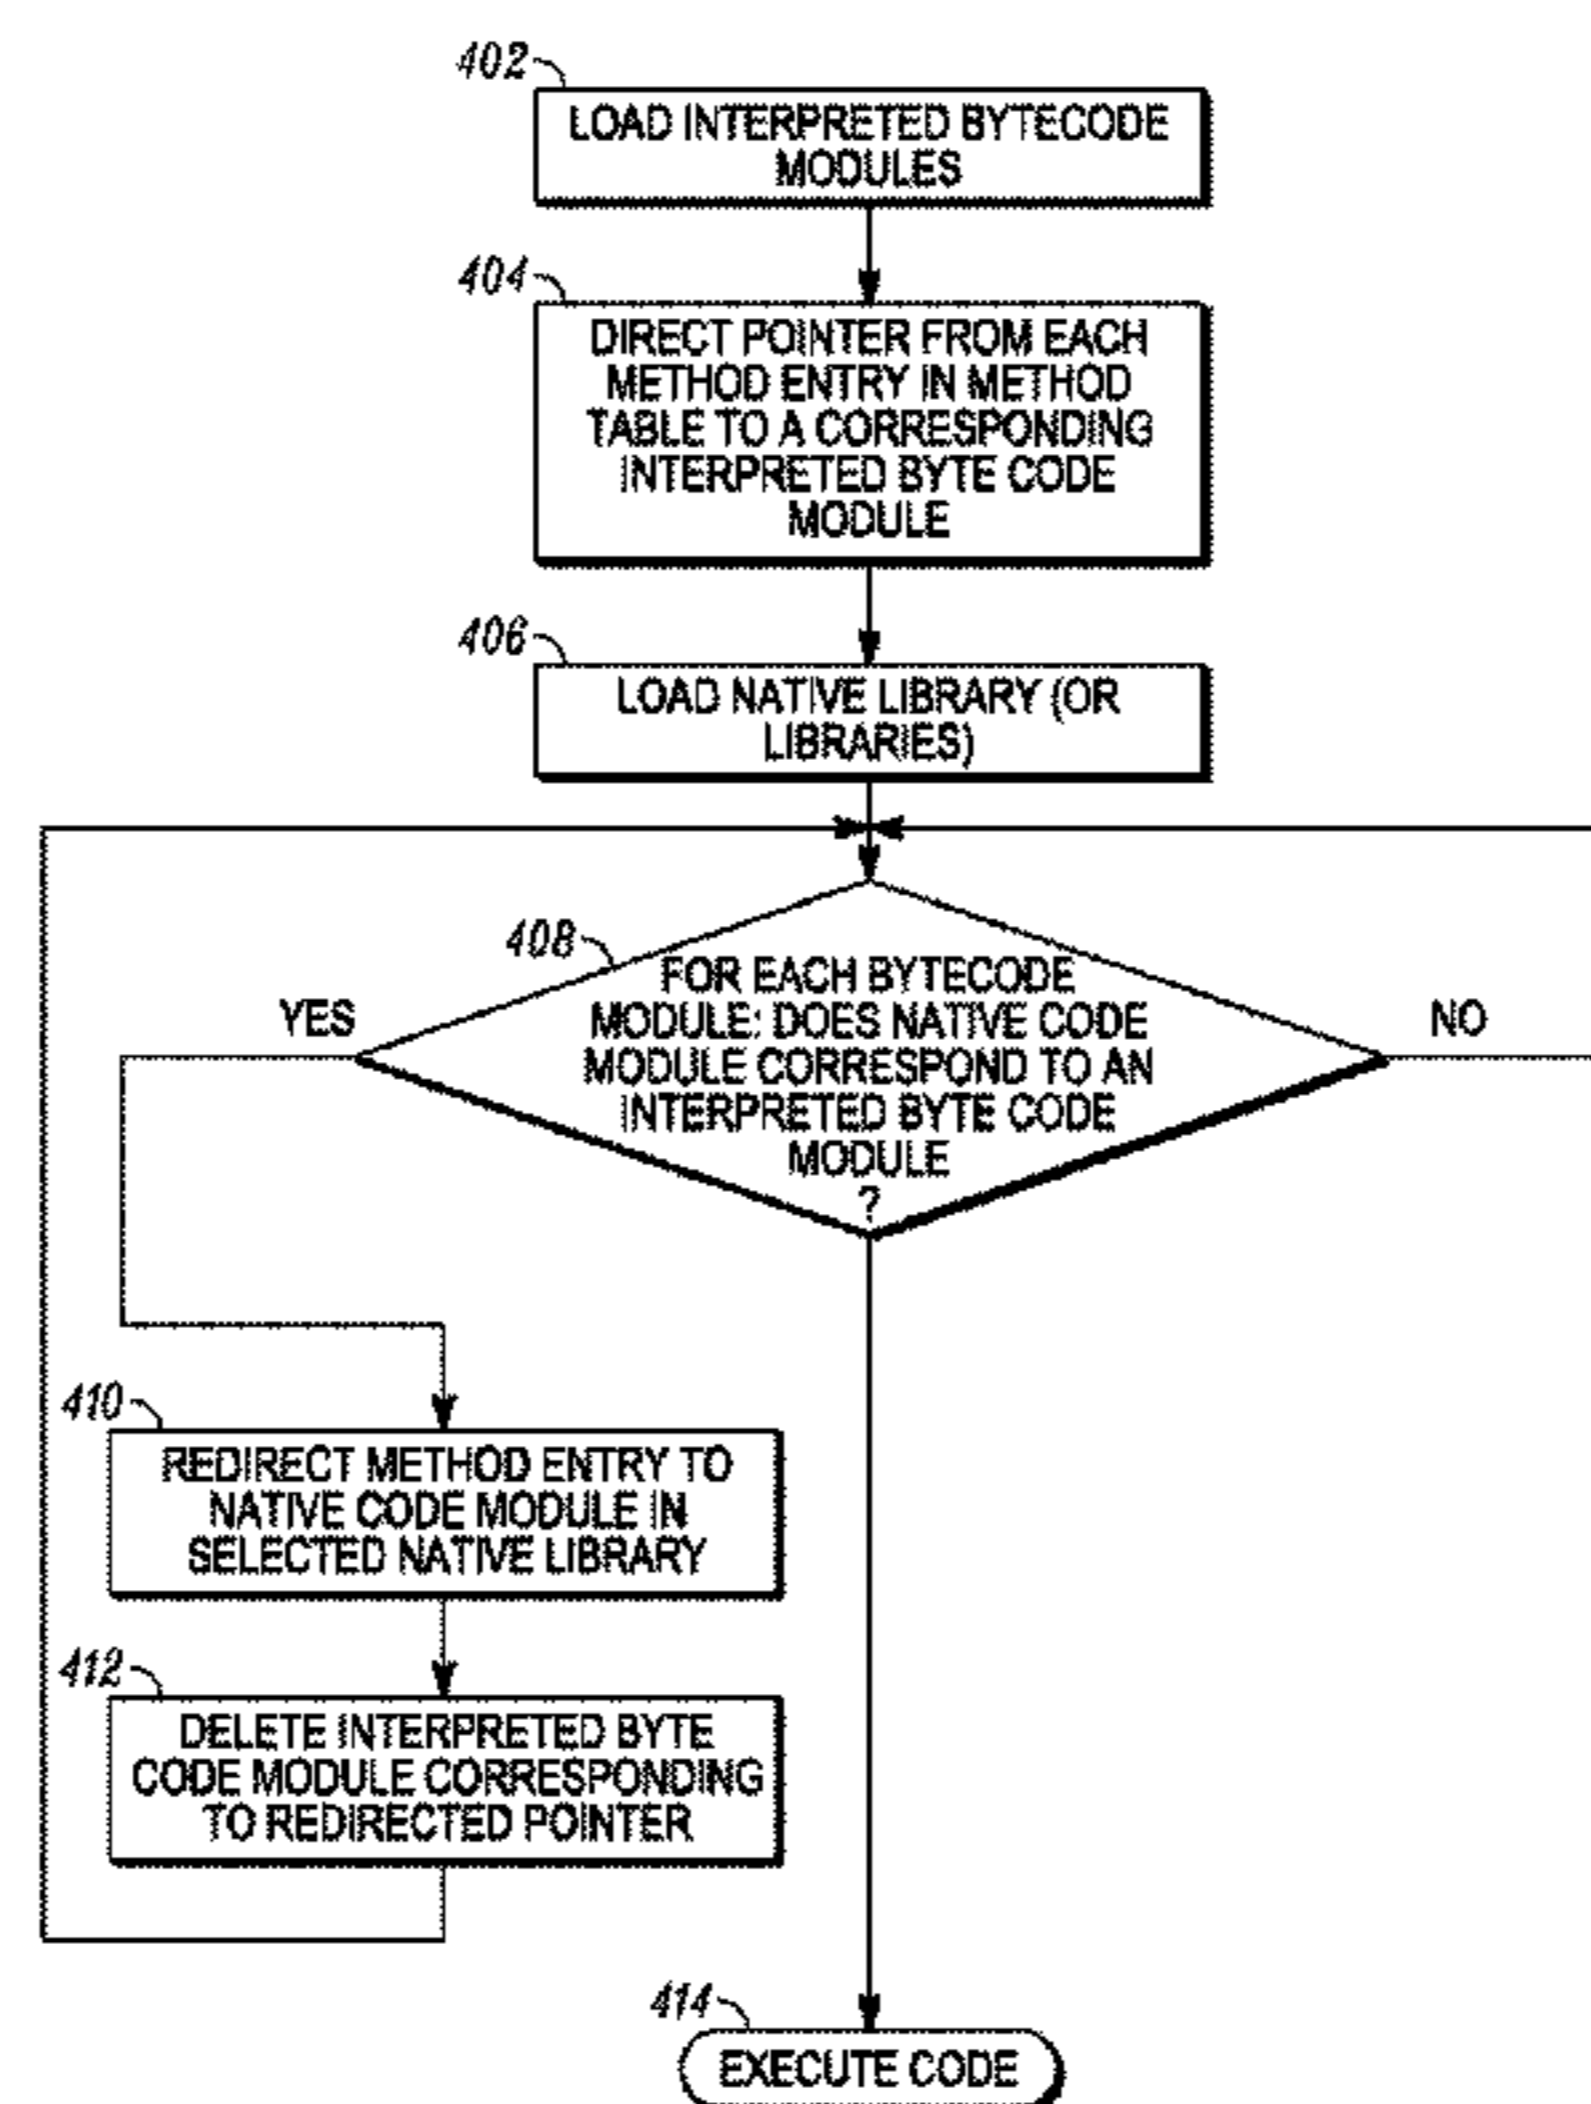 402
LOAD INTERPRETED BYTECODE
MODULES
404
DIRECT POINTER FROM EACH
METHOD ENTRY IN METHOD
TABLE TO A CORRESPONDING
INTERPRETED BYTE CODE
MODULE
406
LOAD NATIVE LIBRARY (OR
LIBRARIES)
408
FOR EACH BYTECODE
MODULE: DOES NATIVE CODE
MODULE CORRESPOND TO AN
INTERPRETED BYTE CODE
MODULE
?
YES
NO
410
REDIRECT METHOD ENTRY TO
NATIVE CODE MODULE IN
SELECTED NATIVE LIBRARY
412
DELETE INTERPRETED BYTE
CODE MODULE CORRESPONDING
TO REDIRECTED POINTER
414
EXECUTE CODE